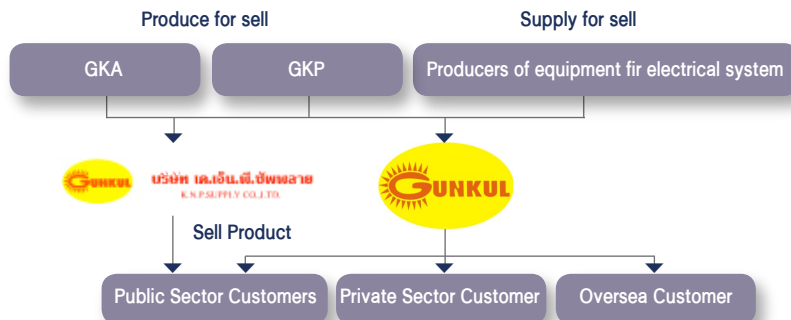 Produce for sell
Supply for sell
GKA
GKP
Producers of equipment fir electrical system
GUNKUL
บริษัท เค.เอ็น.พี.ซัพพลาย
K.N.P.SUPPLY CO.,LTD.
GUNKUL
Sell Product
Public Sector Customers
Private Sector Customer
Oversea Customer